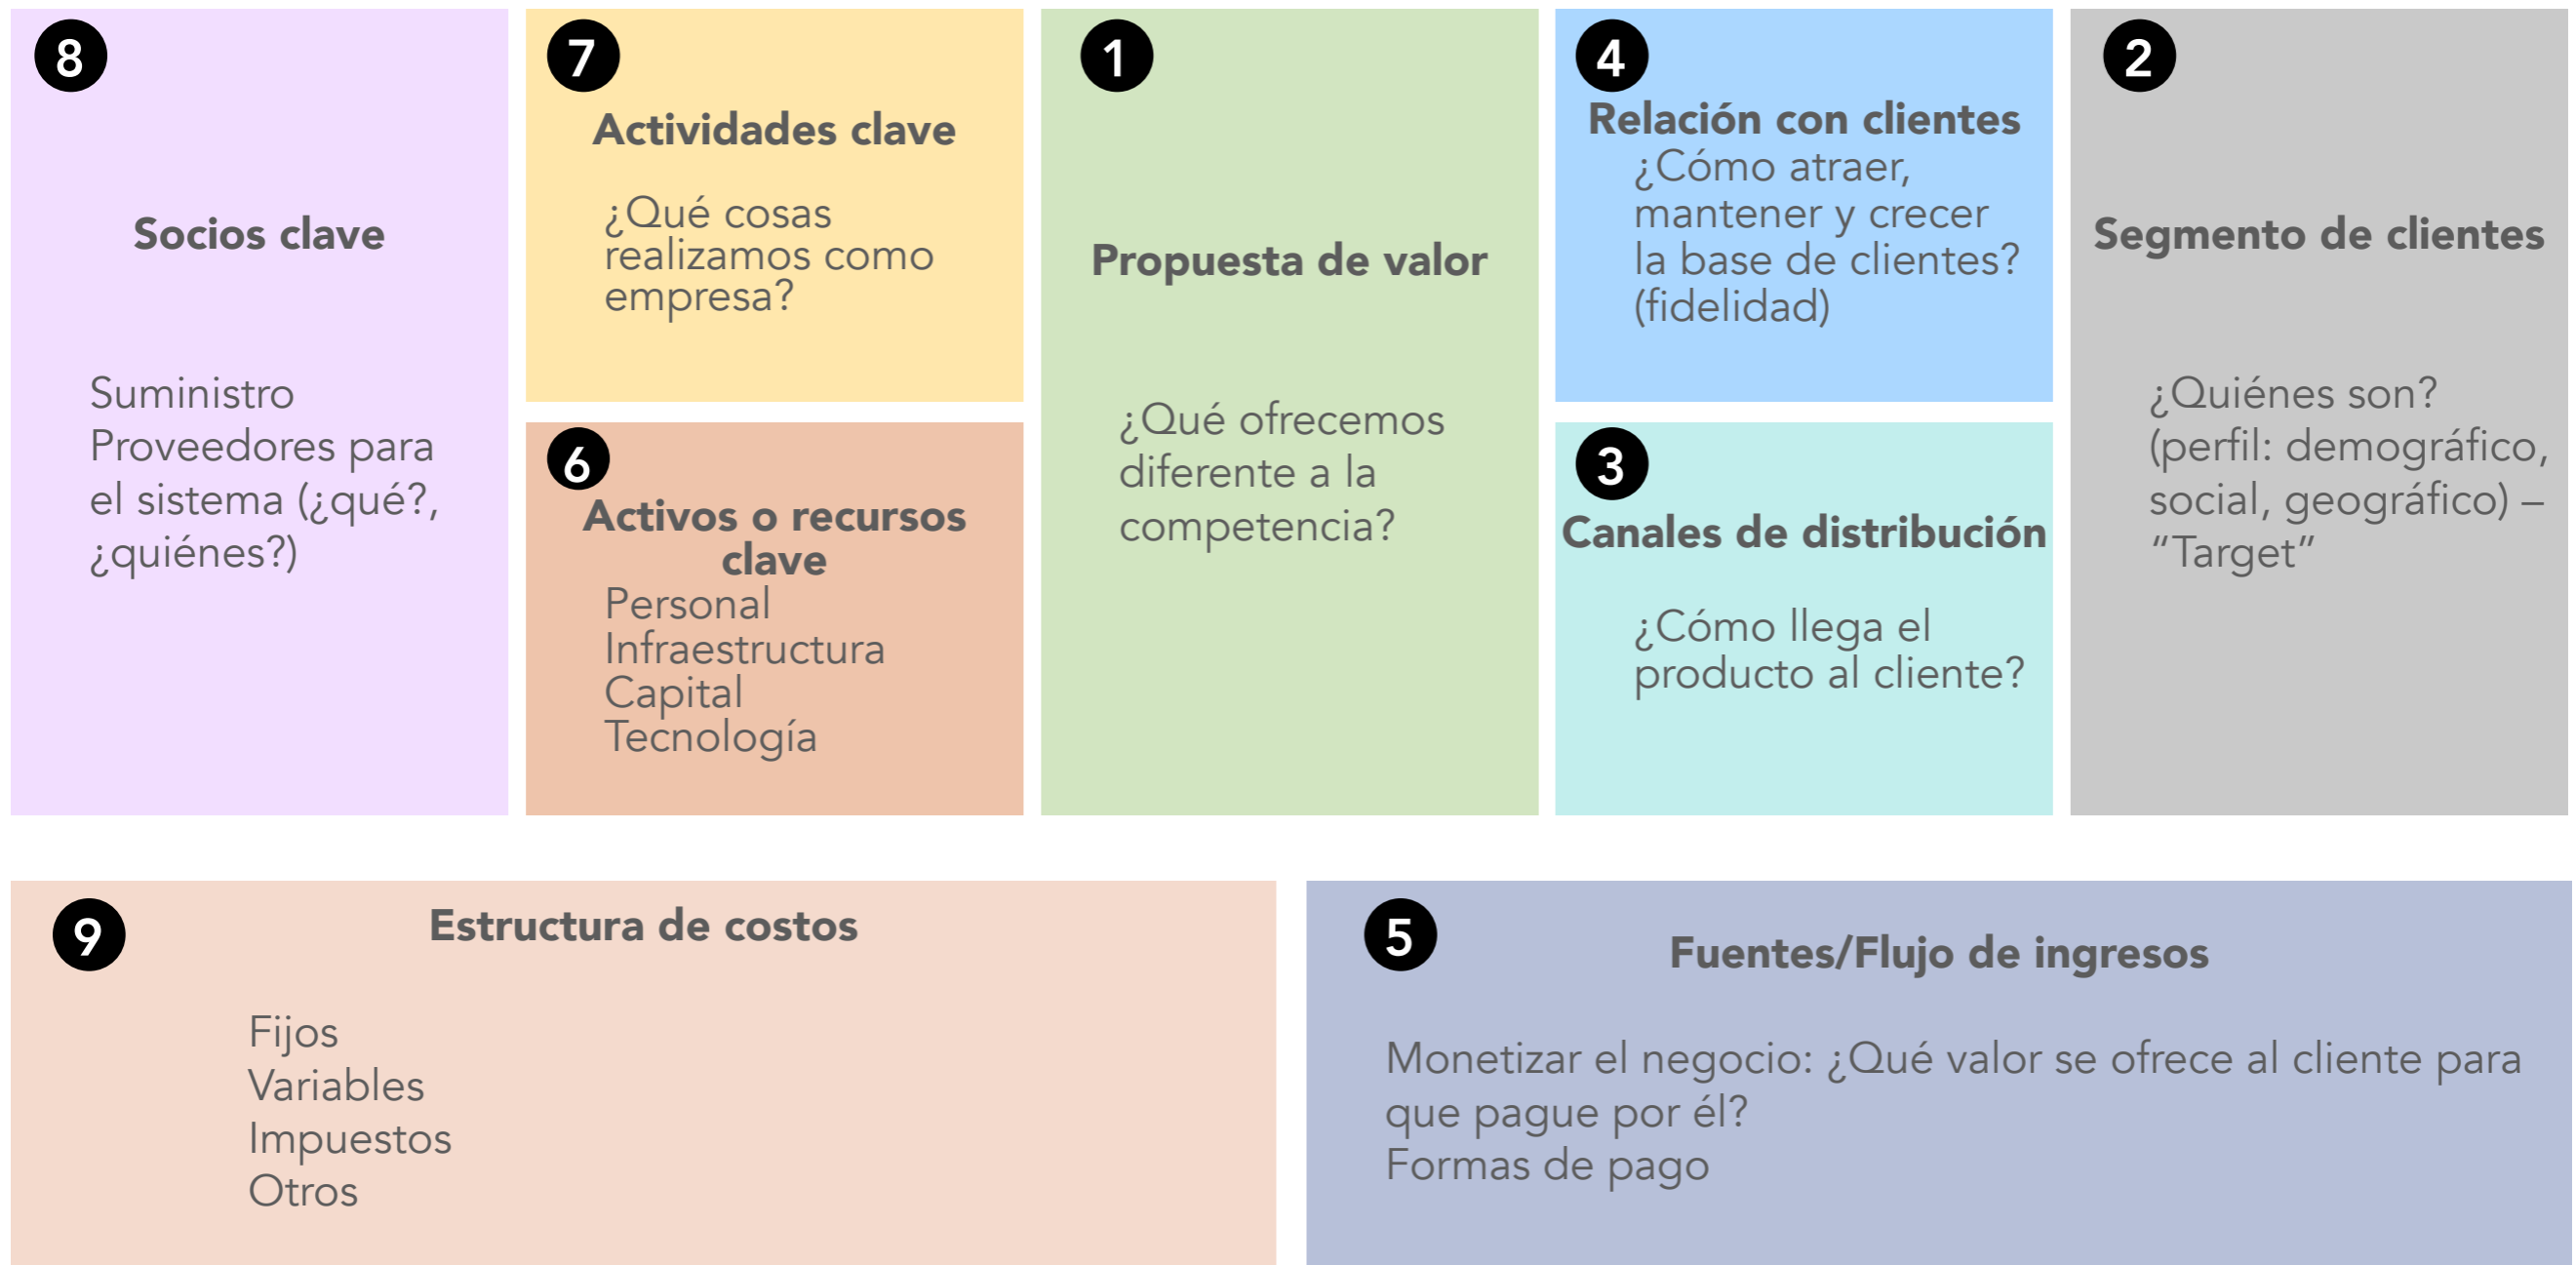 8
Socios clave
Suministro
Proveedores para
el sistema (¿qué?,
¿quiénes?)
7
Actividades clave
¿Qué cosas
realizamos como
empresa?
6
Activos o recursos
clave
Personal
Infraestructura
Capital
Tecnología
1
Propuesta de valor
¿Qué ofrecemos
diferente a la
competencia?
4
Relación con clientes
¿Cómo atraer,
mantener y crecer
la base de clientes?
(fidelidad)
3
Canales de distribución
¿Cómo llega el
producto al cliente?
2
Segmento de clientes
¿Quiénes son?
(perfil: demográfico,
social, geográfico) –
“Target”
9
Estructura de costos
Fijos
Variables
Impuestos
Otros
5
Fuentes/Flujo de ingresos
Monetizar el negocio: ¿Qué valor se ofrece al cliente para
que pague por él?
Formas de pago